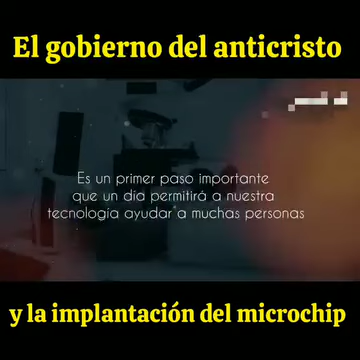 El gobierno del anticristo
Es un primer paso importante
que un día permitirá a nuestra
tecnología ayudar a muchas personas
y la implantación del microchip